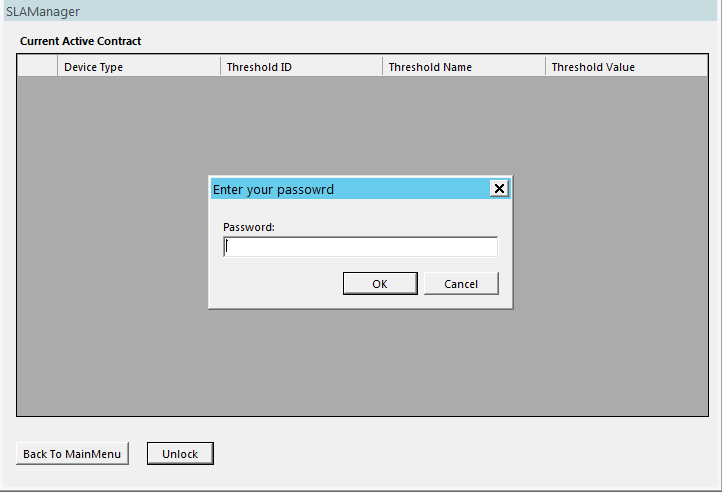 SLAManager
Current Active Contract
Device Type Threshold ID Threshold Name Threshold Value
Enter your passowrd
Password:
OK Cancel
Back To MainMenu Unlock